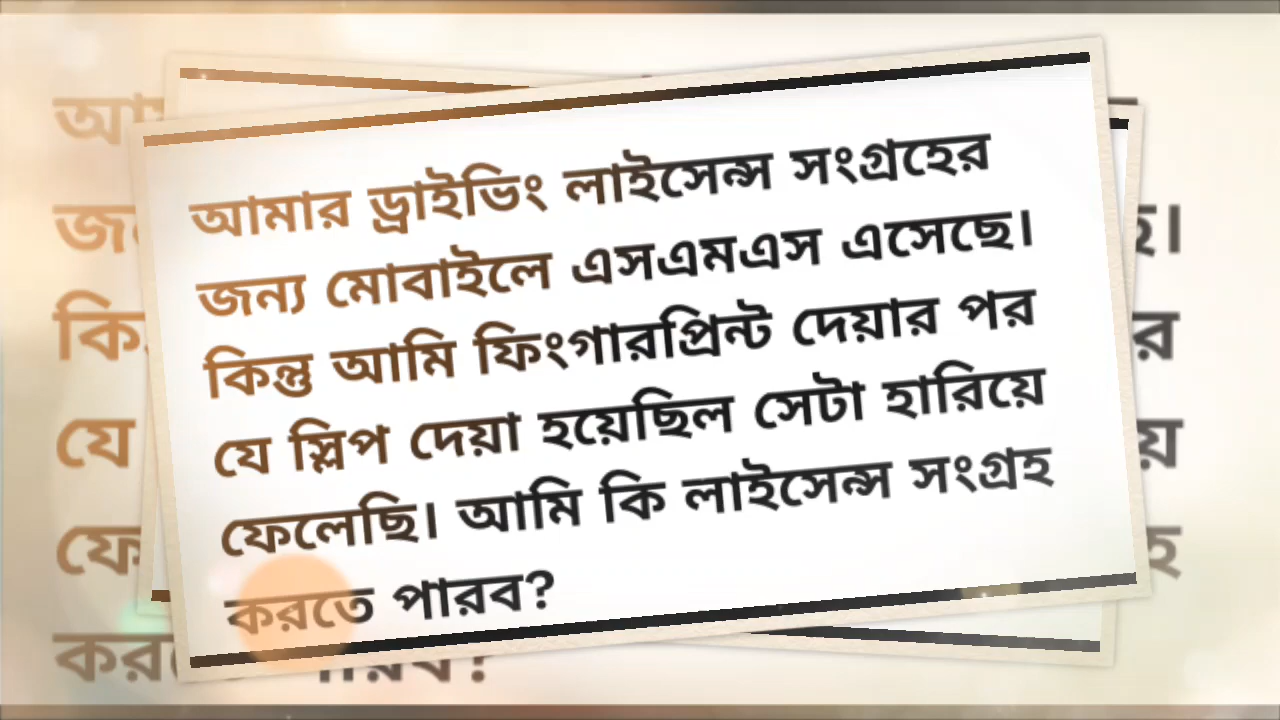 আমার ড্রাইভিং লাইসেন্স সংগ্রহের
জন্য মোবাইলে এসএমএস এসেছে।
কিন্তু আমি ফিংগারপ্রিন্ট দেয়ার পর
যে স্লিপ দেয়া হয়েছিল সেটা হারিয়ে
ফেলেছি। আমি কি লাইসেন্স সংগ্রহ
করতে পারব?